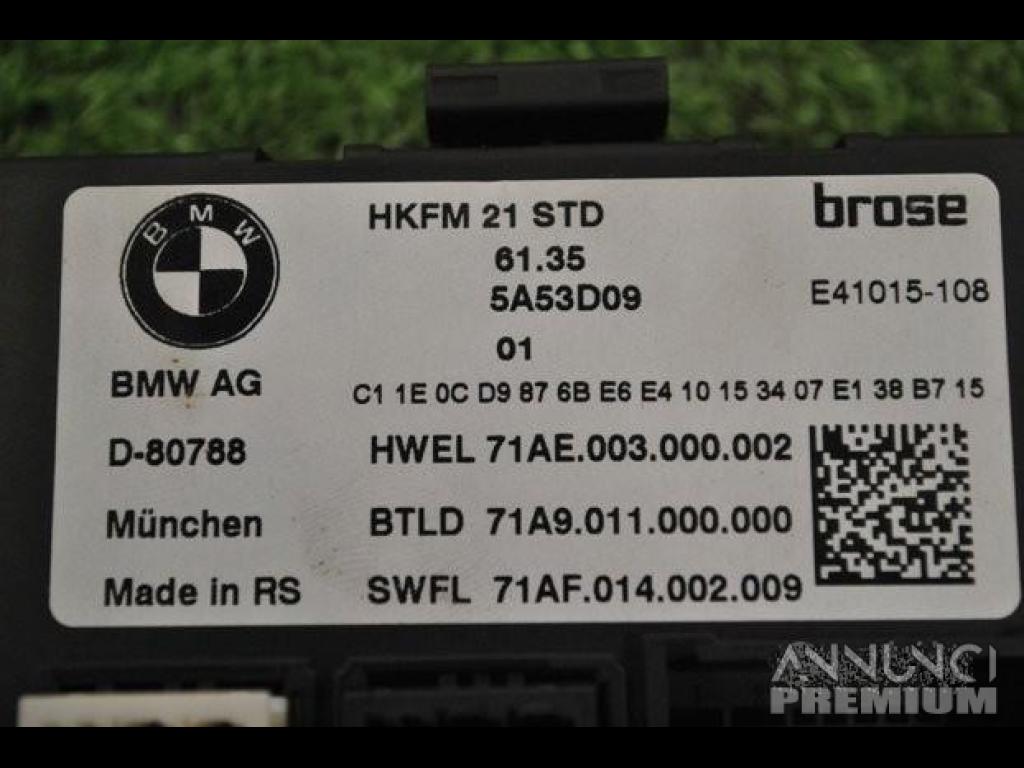 BMW
HKFM 21 STD
brose
61.35
5A53D09
E41015-108
01
BMW AG
C1 1E 0C D9 87 6B E6 E4 10 15 34 07 E1 38 B7 15
D-80788
HWEL 71AE.003.000.002
München
BTLD 71A9.011.000.000
Made in RS
SWFL 71AF.014.002.009
ANNUNCI
PREMIUM